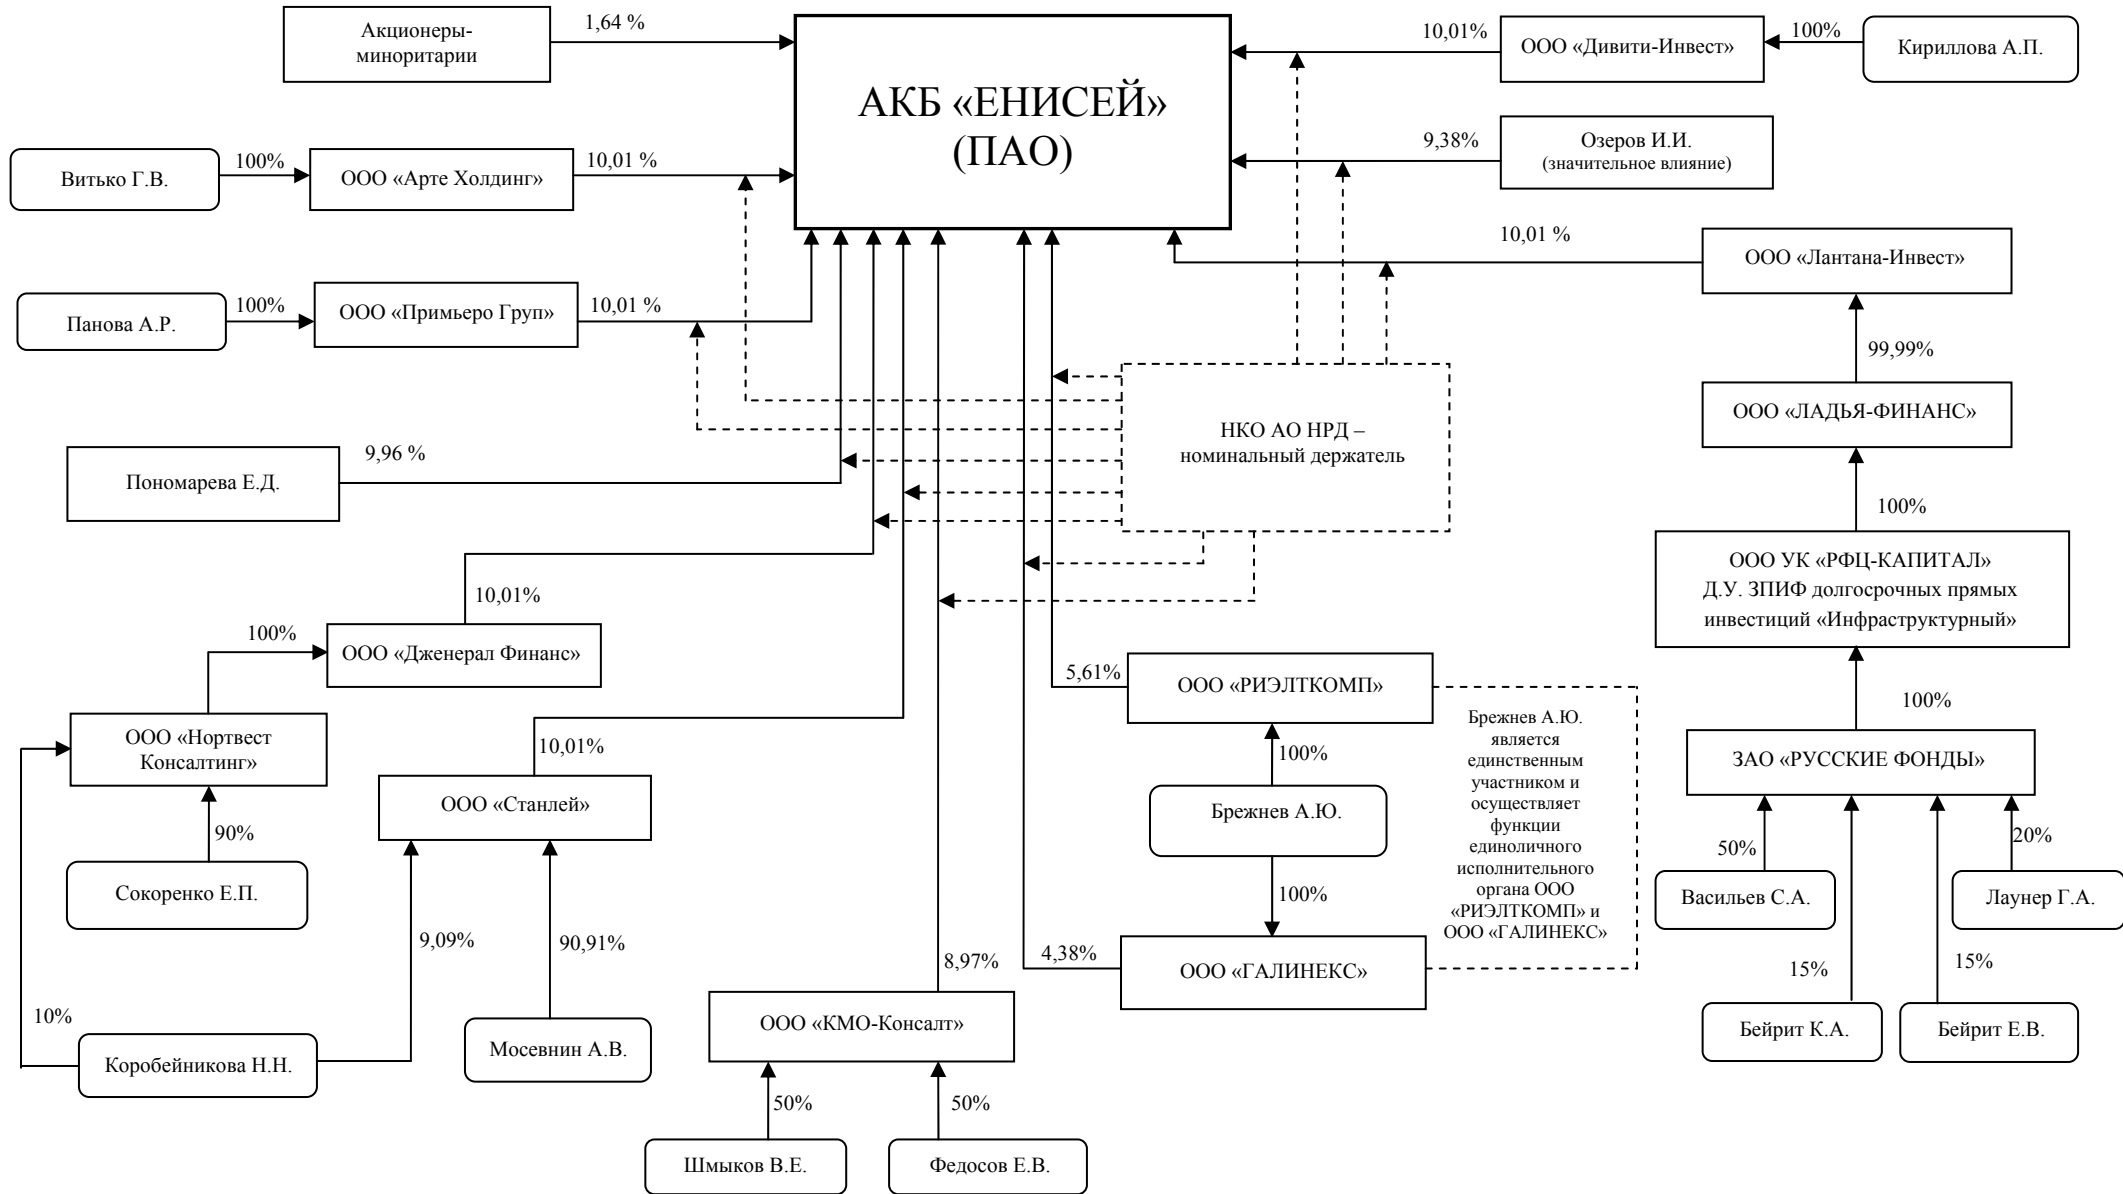 Акционеры-
миноритарии
1,64 %
АКБ «ЕНИСЕЙ»
(ПАО)
10,01%
ООО «Дивити-Инвест»
100%
Кириллова А.П.
Витько Г.В.
100%
ООО «Арте Холдинг»
10,01 %
9,38%
Озеров И.И.
(значительное влияние)
Панова А.Р.
100%
ООО «Примьеро Груп»
10,01 %
10,01 %
ООО «Лантана-Инвест»
99,99%
ООО «ЛАДЬЯ-ФИНАНС»
НКО АО НРД –
номинальный держатель
Пономарева Е.Д.
9,96 %
100%
ООО УК «РФЦ-КАПИТАЛ»
Д.У. ЗПИФ долгосрочных прямых
инвестиций «Инфраструктурный»
10,01%
100%
ООО «Дженерал Финанс»
5,61%
ООО «РИЭЛТКОМП»
100%
ООО «Нортвест
Консалтинг»
10,01%
ООО «Станлей»
100%
Брежнев А.Ю.
100%
Брежнев А.Ю.
является
единственным
участником и
осуществляет
функции
единоличного
исполнительного
органа ООО
«РИЭЛТКОМП» и
ООО «ГАЛИНЕКС»
ЗАО «РУССКИЕ ФОНДЫ»
90%
Сокоренко Е.П.
50%
20%
Васильев С.А.
Лаунер Г.А.
9,09%
90,91%
8,97%
4,38%
ООО «ГАЛИНЕКС»
15%
15%
10%
Коробейникова Н.Н.
Мосевнин А.В.
ООО «КМО-Консалт»
Бейрит К.А.
Бейрит Е.В.
50%
50%
Шмыков В.Е.
Федосов Е.В.